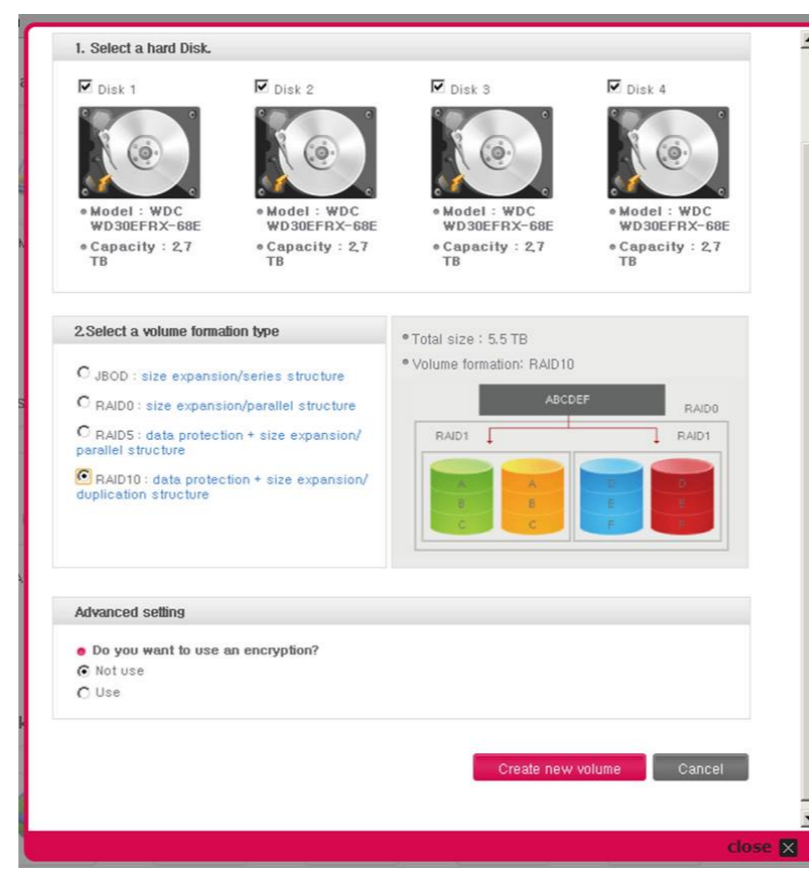 1. Select a hard Disk.
Disk 1
Disk 2
Disk 3
Disk 4
Model : WDC
WD30EFRX-68E
Capacity : 2,7
TB
Model : WDC
WD30EFRX-68E
Capacity : 2,7
TB
Model : WDC
WD30EFRX-68E
Capacity : 2,7
TB
Model : WDC
WD30EFRX-68E
Capacity : 2,7
TB
2.Select a volume formation type
JBOD : size expansion/series structure
RAID0 : size expansion/parallel structure
RAID5 : data protection + size expansion/
parallel structure
RAID10 : data protection + size expansion/
duplication structure
Total size : 5.5 TB
Volume formation: RAID10
ABCDEF
RAID0
RAID1
RAID1
A A D D
B B E E
C C F F
Advanced setting
Do you want to use an encryption?
Not use
Use
Create new volume
Cancel
close